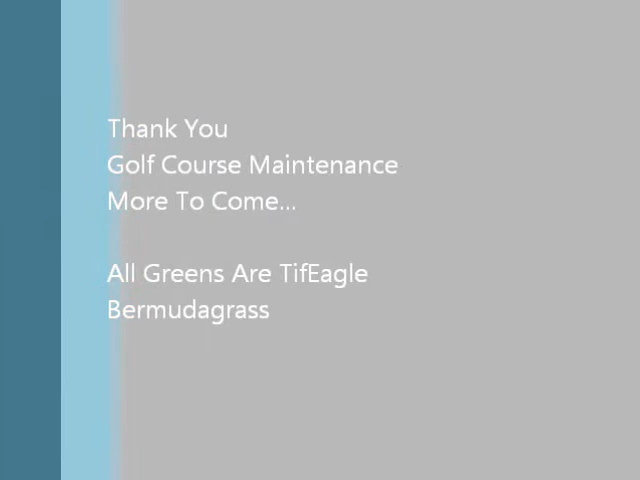 Thank You
Golf Course Maintenance
More To Come...
All Greens Are TifEagle
Bermudagrass